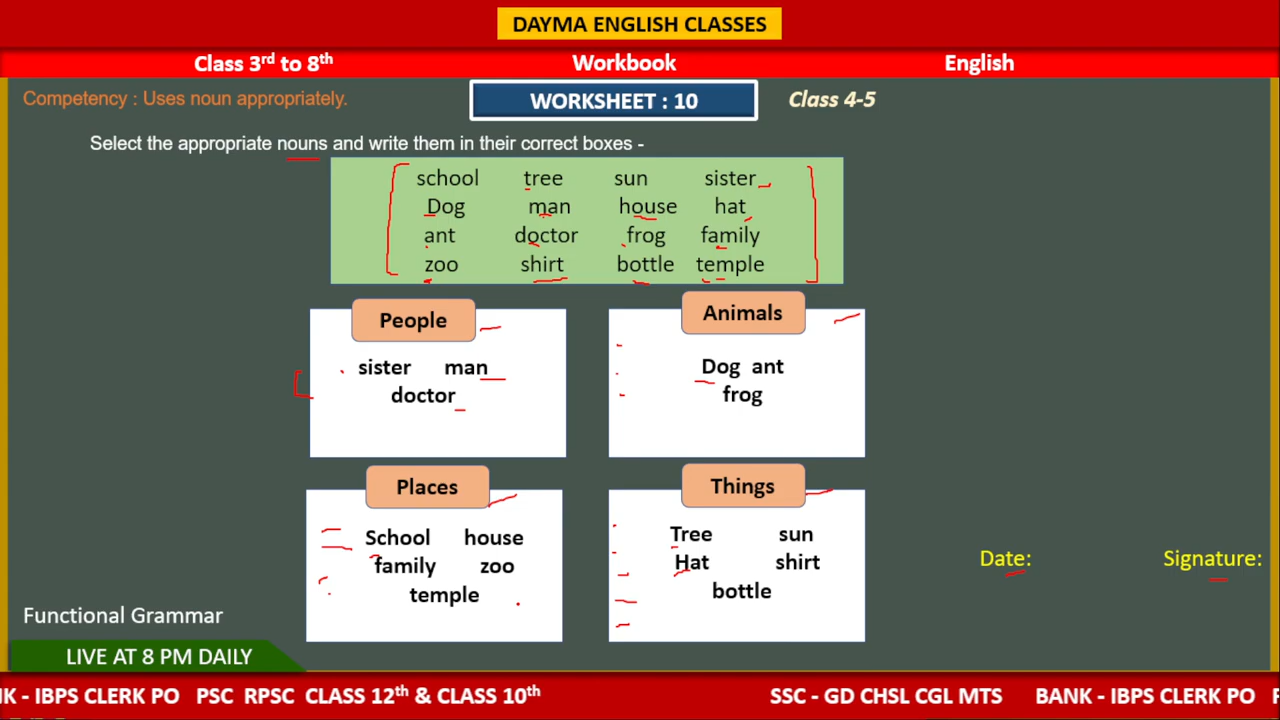 DAYMA ENGLISH CLASSES
Class 3rd to 8th Workbook English
Competency : Uses noun appropriately. WORKSHEET : 10 Class 4-5
Select the appropriate nouns and write them in their correct boxes -
school tree sun sister
Dog man house hat
ant doctor frog family
zoo shirt bottle temple
People
sister man
doctor
Animals
Dog ant
frog
Places
School house
family zoo
temple
Things
Tree sun
Hat shirt
bottle
Date: Signature:
Functional Grammar
LIVE AT 8 PM DAILY
- IBPS CLERK PO PSC RPSC CLASS 12th & CLASS 10th SSC - GD CHSL CGL MTS BANK - IBPS CLERK PO